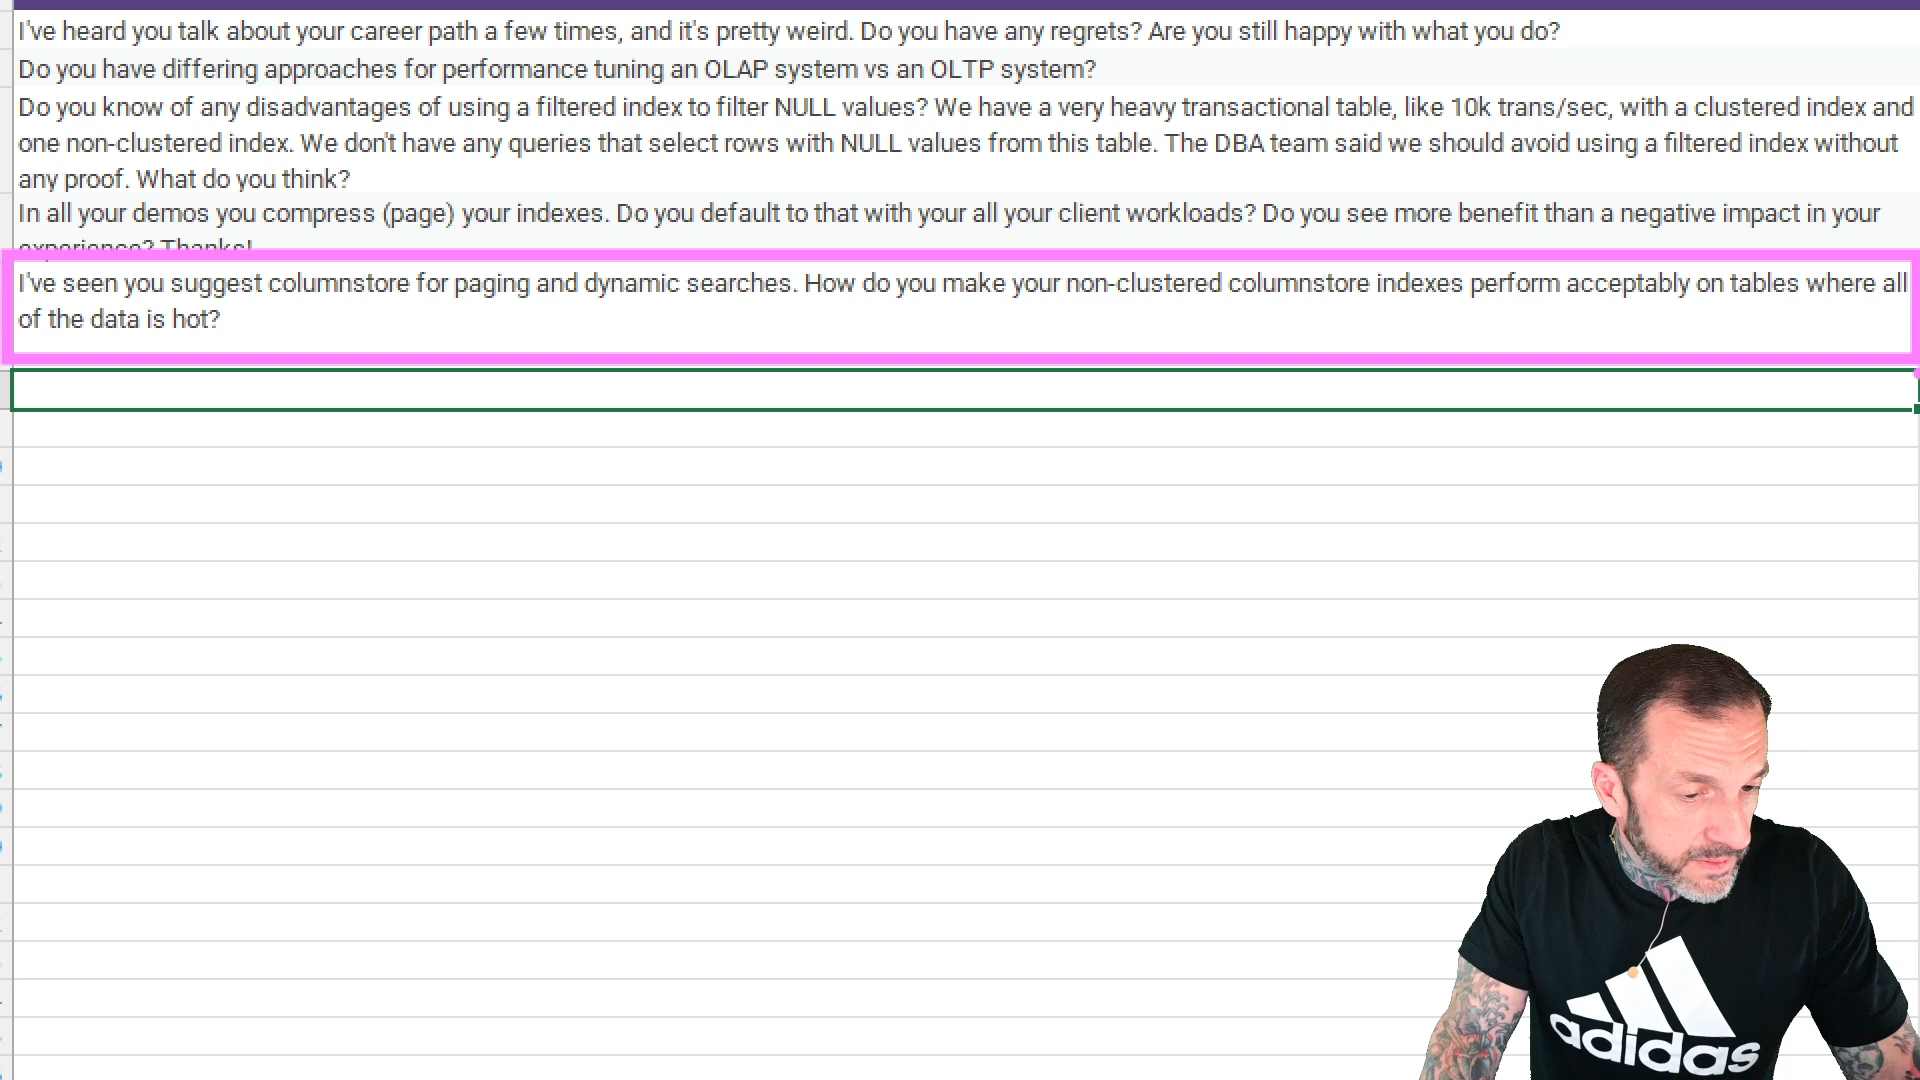 I've heard you talk about your career path a few times, and it's pretty weird. Do you have any regrets? Are you still happy with what you do?
Do you have differing approaches for performance tuning an OLAP system vs an OLTP system?
Do you know of any disadvantages of using a filtered index to filter NULL values? We have a very heavy transactional table, like 10k trans/sec, with a clustered index and
one non-clustered index. We don't have any queries that select rows with NULL values from this table. The DBA team said we should avoid using a filtered index without
any proof. What do you think?
In all your demos you compress (page) your indexes. Do you default to that with your all your client workloads? Do you see more benefit than a negative impact in your
experience? Thanks!
I've seen you suggest columnstore for paging and dynamic searches. How do you make your non-clustered columnstore indexes perform acceptably on tables where all
of the data is hot?
adidas